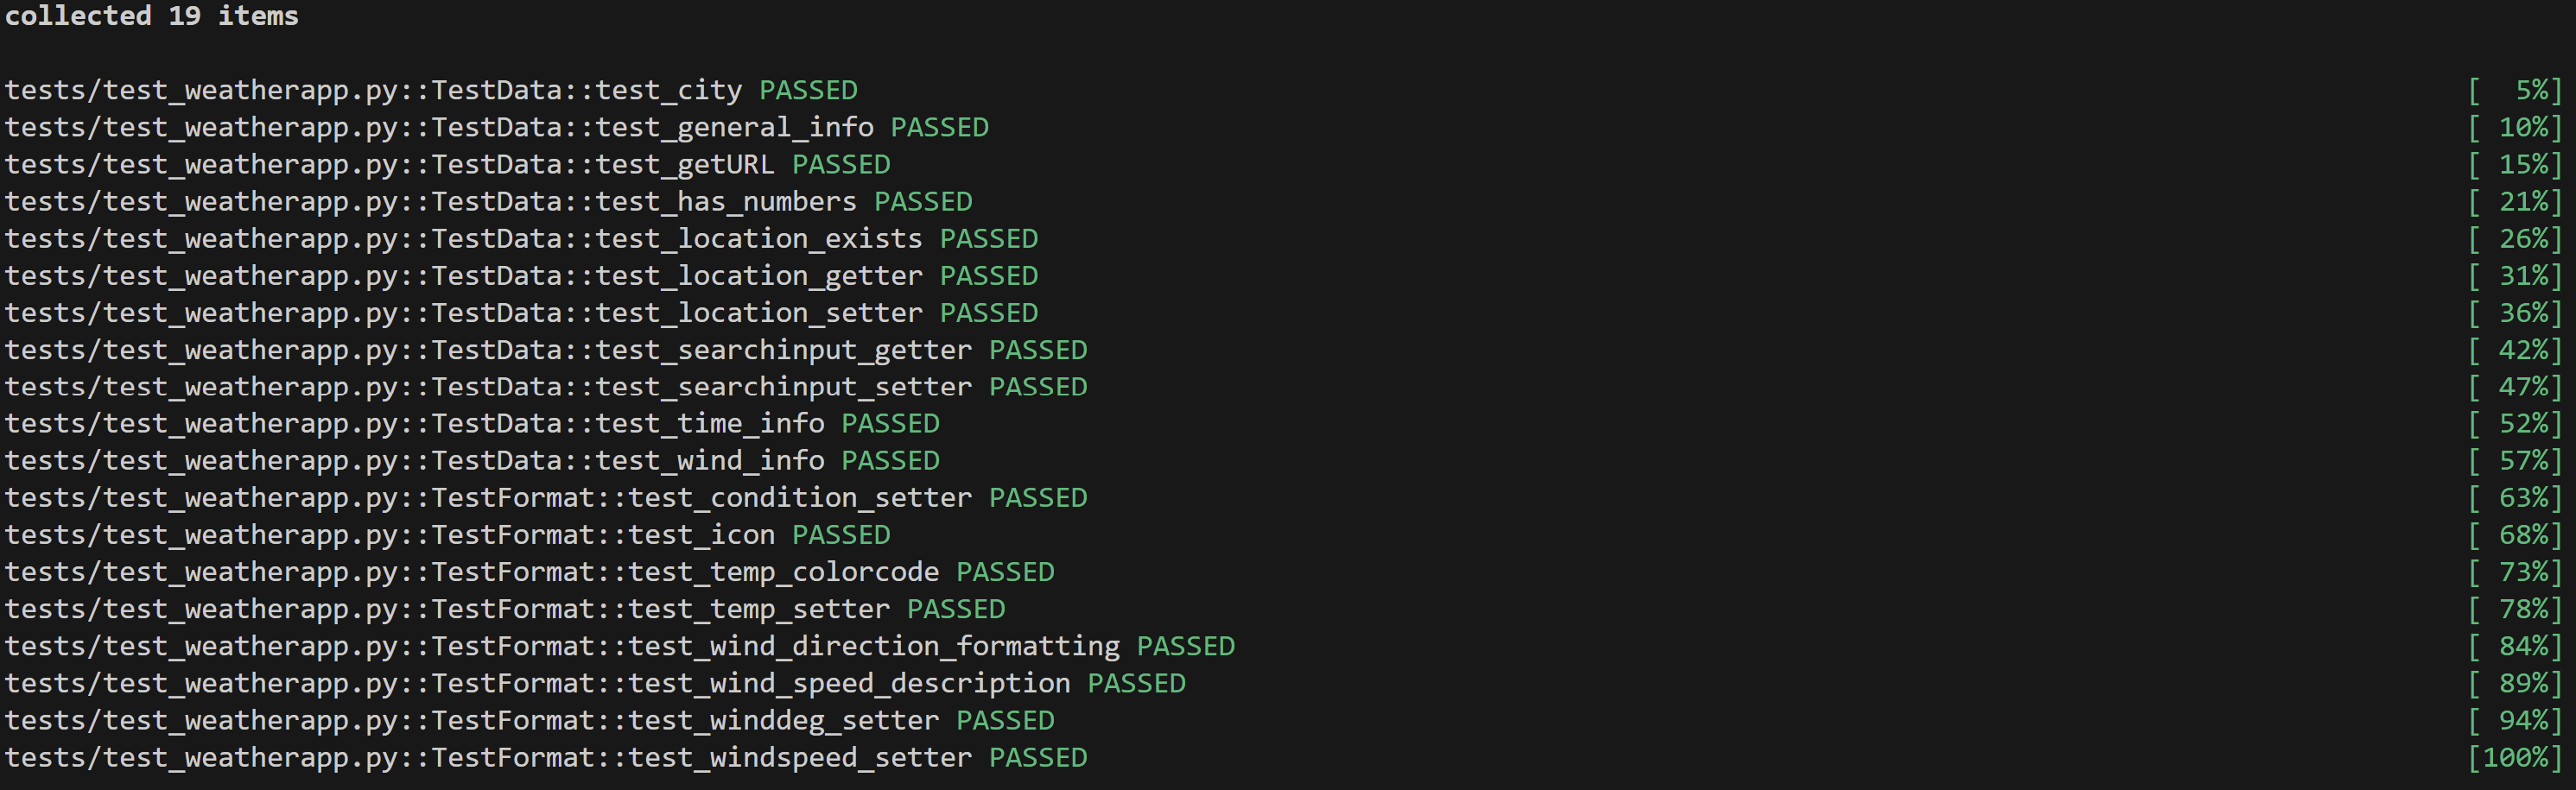 collected 19 items
tests/test_weatherapp.py::TestData::test_city PASSED [  5%]
tests/test_weatherapp.py::TestData::test_general_info PASSED [ 10%]
tests/test_weatherapp.py::TestData::test_getURL PASSED [ 15%]
tests/test_weatherapp.py::TestData::test_has_numbers PASSED [ 21%]
tests/test_weatherapp.py::TestData::test_location_exists PASSED [ 26%]
tests/test_weatherapp.py::TestData::test_location_getter PASSED [ 31%]
tests/test_weatherapp.py::TestData::test_location_setter PASSED [ 36%]
tests/test_weatherapp.py::TestData::test_searchinput_getter PASSED [ 42%]
tests/test_weatherapp.py::TestData::test_searchinput_setter PASSED [ 47%]
tests/test_weatherapp.py::TestData::test_time_info PASSED [ 52%]
tests/test_weatherapp.py::TestData::test_wind_info PASSED [ 57%]
tests/test_weatherapp.py::TestFormat::test_condition_setter PASSED [ 63%]
tests/test_weatherapp.py::TestFormat::test_icon PASSED [ 68%]
tests/test_weatherapp.py::TestFormat::test_temp_colorcode PASSED [ 73%]
tests/test_weatherapp.py::TestFormat::test_temp_setter PASSED [ 78%]
tests/test_weatherapp.py::TestFormat::test_wind_direction_formatting PASSED [ 84%]
tests/test_weatherapp.py::TestFormat::test_wind_speed_description PASSED [ 89%]
tests/test_weatherapp.py::TestFormat::test_winddeg_setter PASSED [ 94%]
tests/test_weatherapp.py::TestFormat::test_windspeed_setter PASSED [100%]